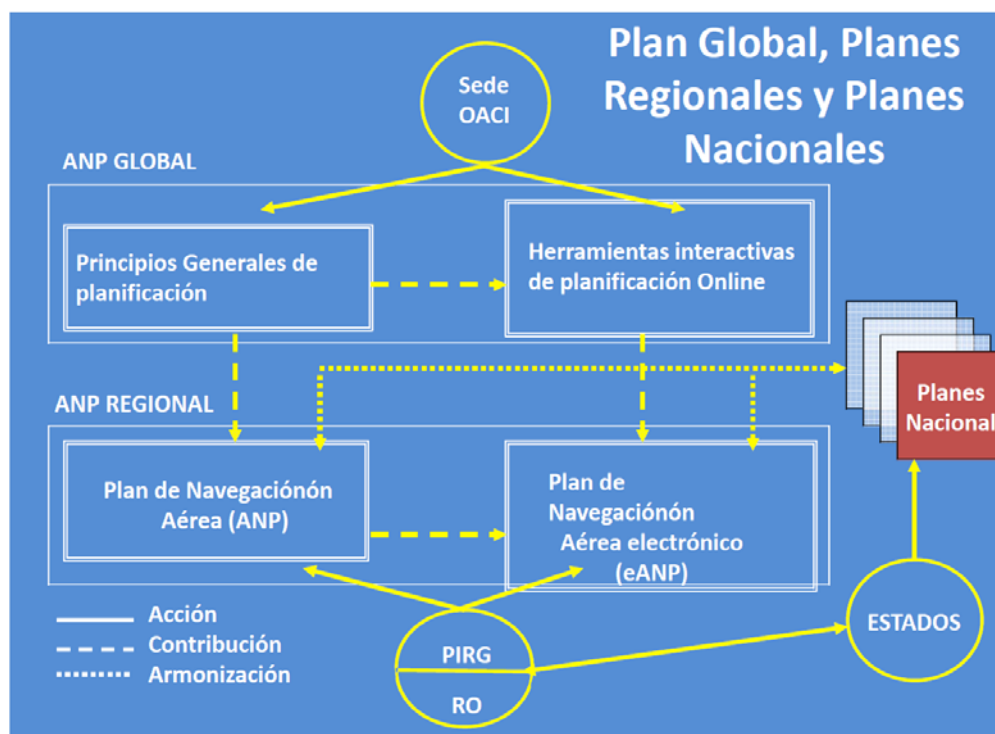 Plan Global, Planes
Regionales y Planes
Nacionales
Sede
OACI
ANP GLOBAL
Principios Generales de
planificación
Herramientas interactivas
de planificación Online
Planes
Nacional
ANP REGIONAL
Plan de Navegaciónón
Aérea (ANP)
Plan de
Navegaciónón
Aérea electrónico
(eANP)
Acción
Contribución
Armonización
PIRG
RO
ESTADOS